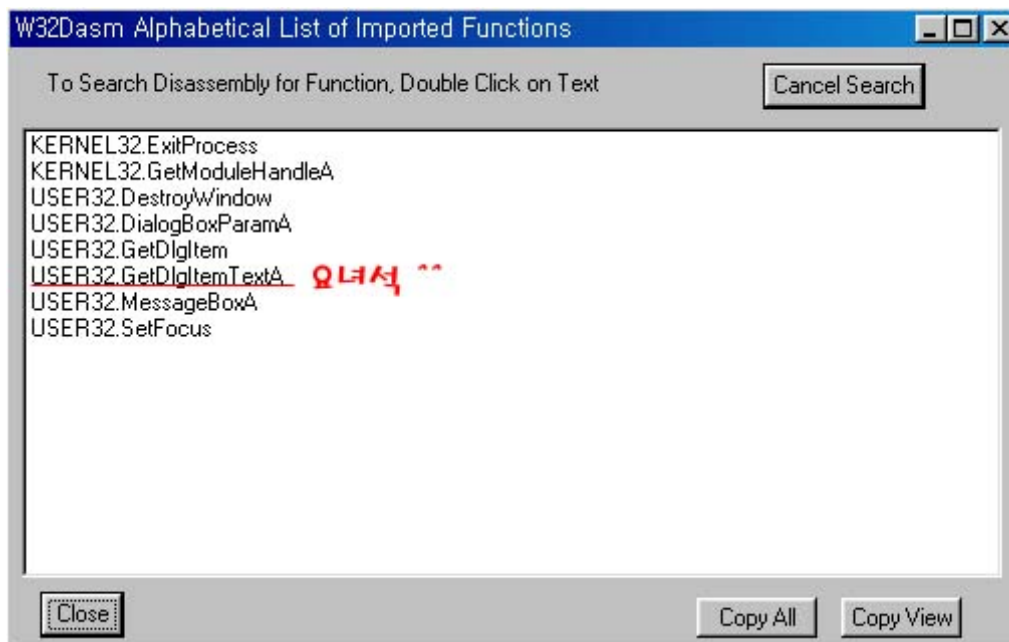 W32Dasm Alphabetical List of Imported Functions
To Search Disassembly for Function, Double Click on Text
Cancel Search
KERNEL32.ExitProcess
KERNEL32.GetModuleHandleA
USER32.DestroyWindow
USER32.DialogBoxParamA
USER32.GetDlgItem
USER32.GetDlgItemTextA 요녀석 ^^
USER32.MessageBoxA
USER32.SetFocus
Close
Copy All
Copy View